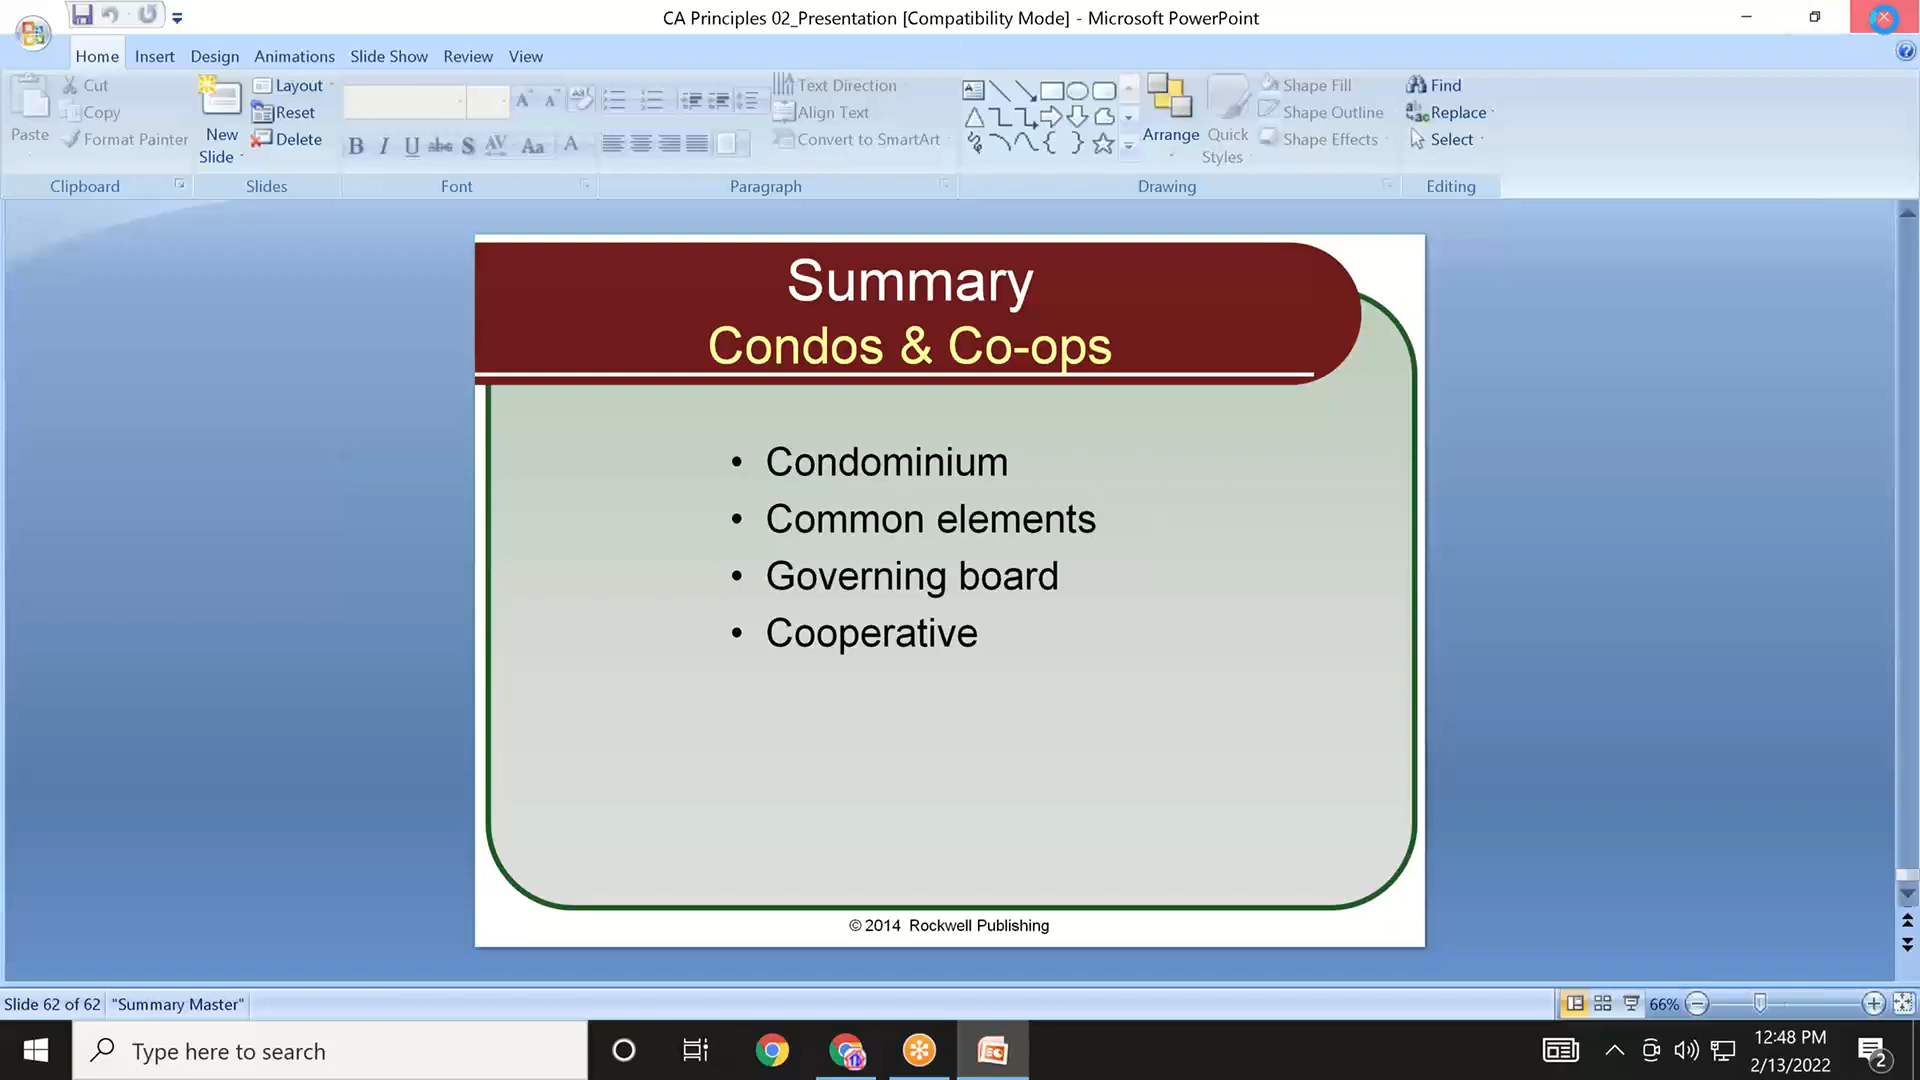 CA Principles 02_Presentation [Compatibility Mode] - Microsoft PowerPoint
Home Insert Design Animations Slide Show Review View
Paste
Cut
Copy
Format Painter
Clipboard
New
Slide
Layout
Reset
Delete
Slides
B I U abc S AV Aa A
Font
Text Direction
Align Text
Convert to SmartArt
Paragraph
Arrange
Quick
Styles
Shape Fill
Shape Outline
Shape Effects
Drawing
Find
Replace
Select
Editing
Summary
Condos & Co-ops
• Condominium
• Common elements
• Governing board
• Cooperative
© 2014 Rockwell Publishing
Slide 62 of 62 "Summary Master" 66%
Type here to search
12:48 PM
2/13/2022
2